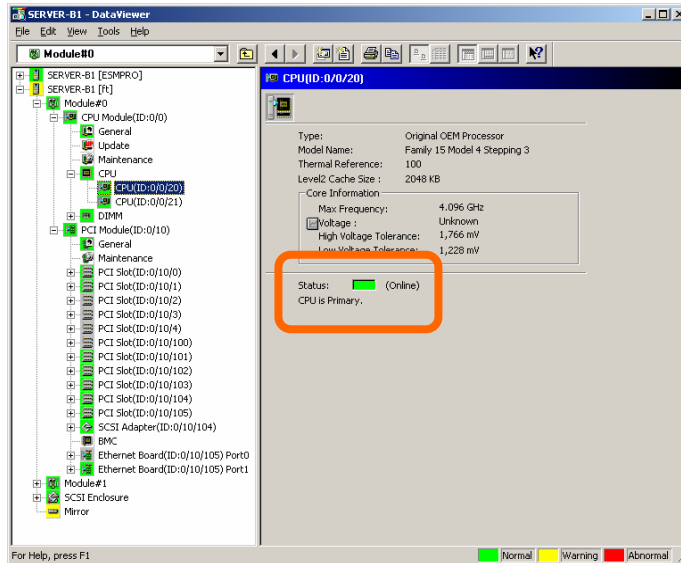 SERVER-B1 - DataViewer
File Edit View Tools Help
Module#0
SERVER-B1 [ESMPRO]
SERVER-B1 [ft]
Module#0
CPU Module(ID:0/0)
General
Update
Maintenance
CPU
CPU(ID:0/0/20)
CPU(ID:0/0/21)
DIMM
PCI Module(ID:0/10)
General
Maintenance
PCI Slot(ID:0/10/0)
PCI Slot(ID:0/10/1)
PCI Slot(ID:0/10/2)
PCI Slot(ID:0/10/3)
PCI Slot(ID:0/10/4)
PCI Slot(ID:0/10/100)
PCI Slot(ID:0/10/101)
PCI Slot(ID:0/10/102)
PCI Slot(ID:0/10/103)
PCI Slot(ID:0/10/104)
PCI Slot(ID:0/10/105)
SCSI Adapter(ID:0/10/104)
BMC
Ethernet Board(ID:0/10/105) Port0
Ethernet Board(ID:0/10/105) Port1
Module#1
SCSI Enclosure
Mirror
CPU(ID:0/0/20)
Type: Original OEM Processor
Model Name: Family 15 Model 4 Stepping 3
Thermal Reference: 100
Level2 Cache Size : 2048 KB
Core Information
Max Frequency: 4.096 GHz
Voltage : Unknown
High Voltage Tolerance: 1,766 mV
Low Voltage Tolerance: 1,228 mV
Status: (Online)
CPU is Primary.
For Help, press F1
Normal Warning Abnormal